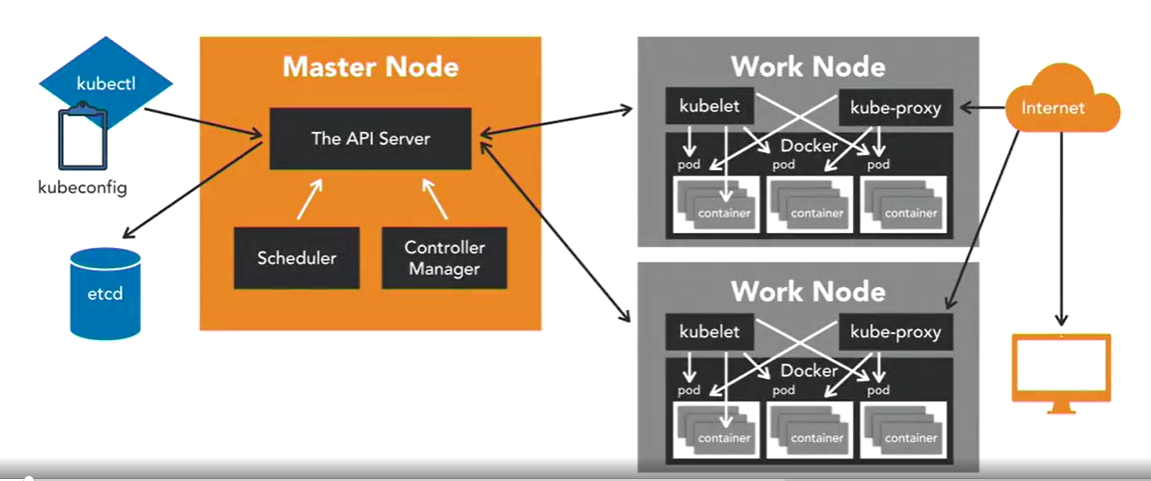 kubectl
kubeconfig
etcd
Master Node
The API Server
Scheduler
Controller
Manager
Work Node
kubelet
kube-proxy
Docker
pod
pod
pod
container
container
container
Work Node
kubelet
kube-proxy
Docker
pod
pod
pod
container
container
container
Internet